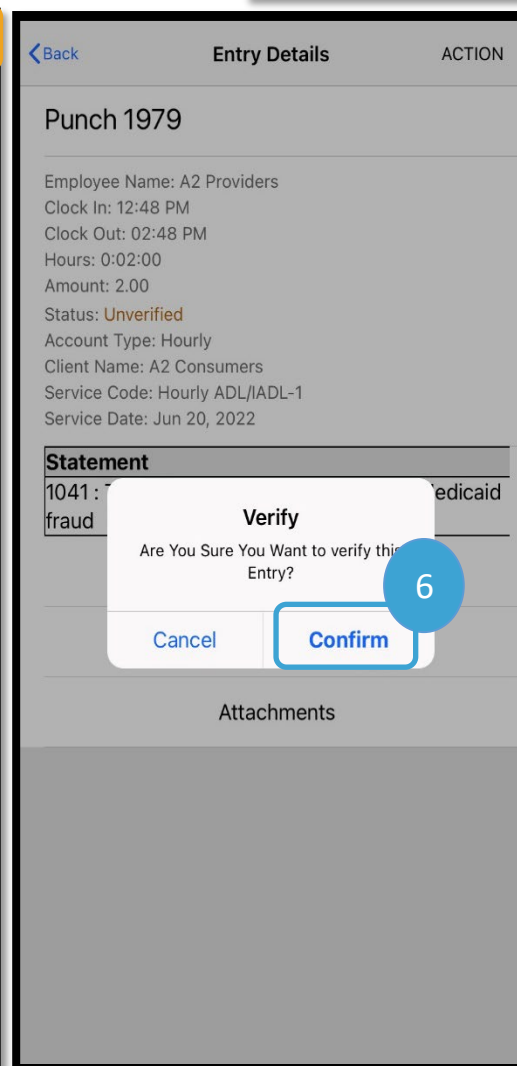 Back Entry Details ACTION
Punch 1979
Employee Name: A2 Providers
Clock In: 12:48 PM
Clock Out: 02:48 PM
Hours: 0:02:00
Amount: 2.00
Status: Unverified
Account Type: Hourly
Client Name: A2 Consumers
Service Code: Hourly ADL/IADL-1
Service Date: Jun 20, 2022
Statement
1041 :
fraud
Verify
Are You Sure You Want to verify this
Entry?
6
Cancel Confirm
Attachments